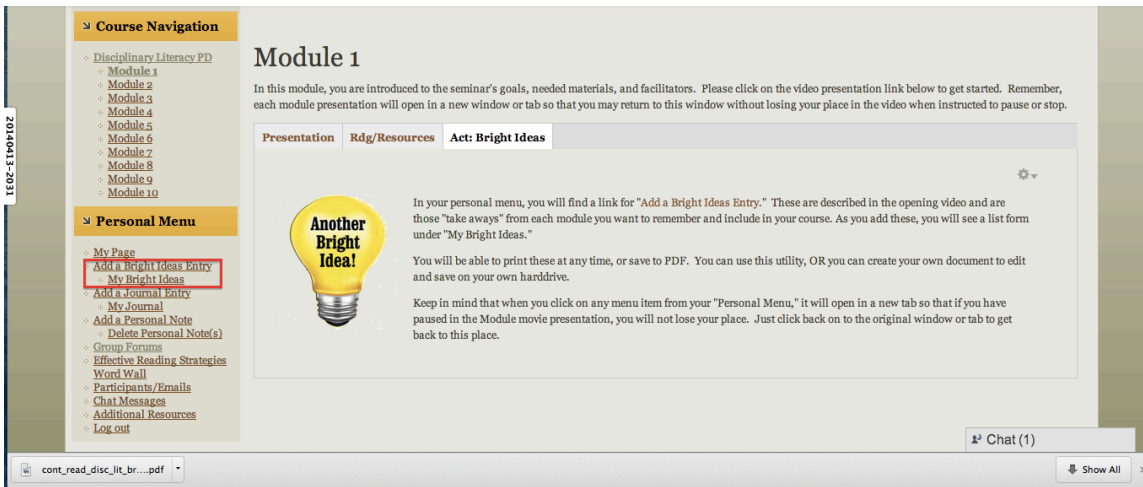 20140413-2031
Course Navigation
Disciplinary Literacy PD
Module 1
Module 2
Module 3
Module 4
Module 5
Module 6
Module 7
Module 8
Module 9
Module 10
Personal Menu
My Page
Add a Bright Ideas Entry
My Bright Ideas
Add a Journal Entry
My Journal
Add a Personal Note
Delete Personal Note(s)
Group Forums
Effective Reading Strategies
Word Wall
Participants/Emails
Chat Messages
Additional Resources
Log out
Module 1
In this module, you are introduced to the seminar's goals, needed materials, and facilitators. Please click on the video presentation link below to get started. Remember,
each module presentation will open in a new window or tab so that you may return to this window without losing your place in the video when instructed to pause or stop.
Presentation Rdg/Resources Act: Bright Ideas
Another
Bright
Idea!
In your personal menu, you will find a link for "Add a Bright Ideas Entry." These are described in the opening video and are
those "take aways" from each module you want to remember and include in your course. As you add these, you will see a list form
under "My Bright Ideas."
You will be able to print these at any time, or save to PDF. You can use this utility, OR you can create your own document to edit
and save on your own harddrive.
Keep in mind that when you click on any menu item from your "Personal Menu," it will open in a new tab so that if you have
paused in the Module movie presentation, you will not lose your place. Just click back on to the original window or tab to get
back to this place.
Chat (1)
cont_read_disc_lit_br....pdf
Show All